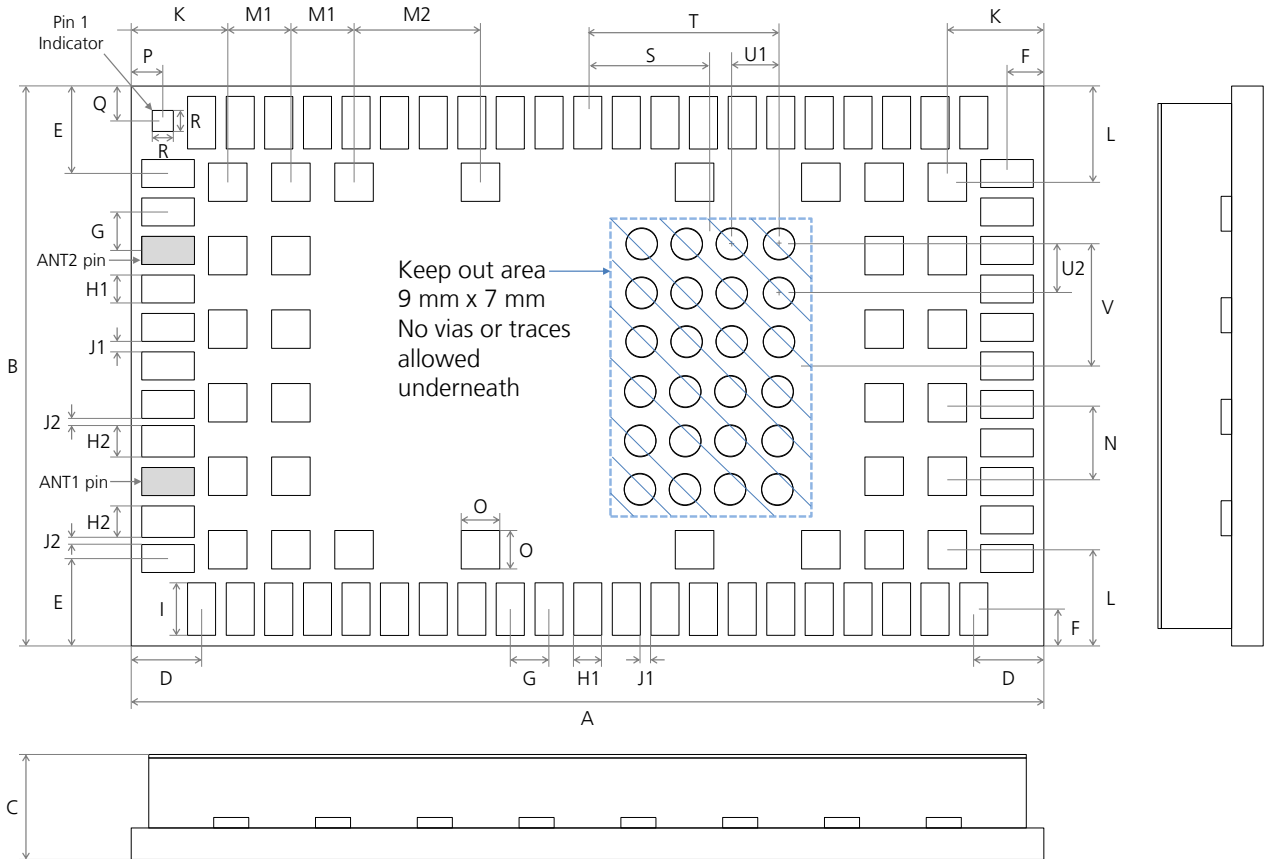 Pin 1
Indicator
K
M1
M1
M2
T
K
P
S
U1
F
Q
E
R
R
L
G
ANT2 pin
H1
J1
B
J2
H2
ANT1 pin
H2
J2
E
Keep out area
9 mm x 7 mm
No vias or traces
allowed
underneath
U2
V
N
O
O
I
L
F
D
G
H1
J1
D
A
C